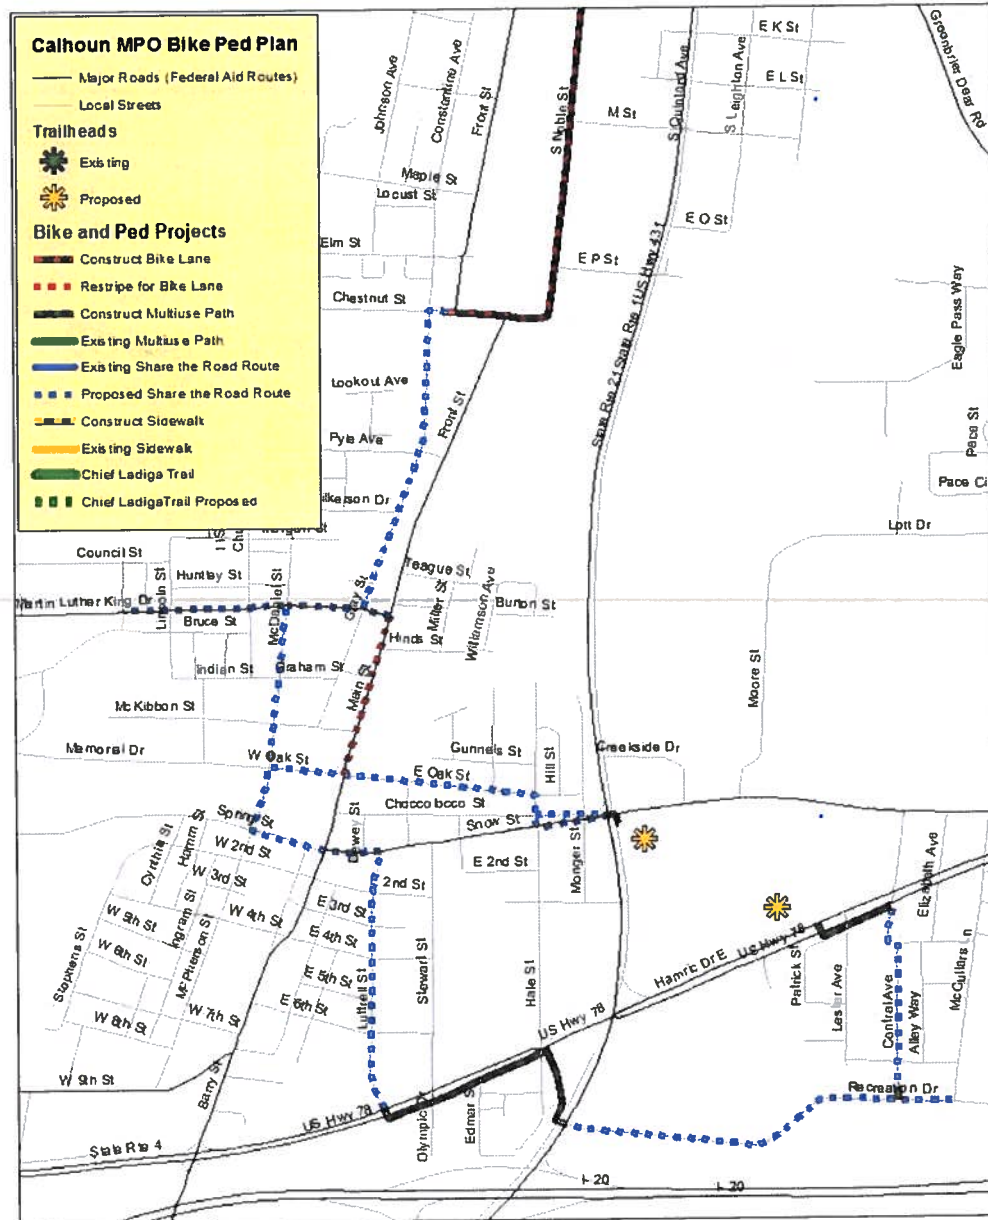 Calhoun MPO Bike Ped Plan
Major Roads (Federal Aid Routes)
Local Streets
Trailheads
Existing
Proposed
Bike and Ped Projects
Construct Bike Lane
Restripe for Bike Lane
Construct Multiuse Path
Existing Multiuse Path
Existing Share the Road Route
Proposed Share the Road Route
Construct Sidewalk
Existing Sidewalk
Chief Ladiga Trail
Chief LadigaTrail Proposed
Johnson Ave
Constantine Ave
Front St
S Noble St
S Quintard Ave
S Leighton Ave
E K St
E L St
M St
Greenbrier Dear Rd
Maple St
Locust St
E O St
Elm St
E P St
Chestnut St
State Rte 21 State Rte 1 US Hwy 431
Eagle Pass Way
Lookout Ave
Front St
Pyle Ave
Pace St
Pace Ci
ilkerson Dr
Lott Dr
Council St
Huntley St
Teague St
Martin Luther King Dr
Lincoln St
McDaniel St
Gray St
Miller St
Williamson Ave
Burton St
Bruce St
Hinds St
Indian St
Graham St
Main St
Moore St
McKibbon St
Memorial Dr
W Oak St
E Oak St
Gunnels St
Hill St
Creekside Dr
Choccolocco St
Spring St
Snow St
Dewey St
Cynthia St
Hamm St
W 2nd St
E 2nd St
Monger St
W 3rd St
2nd St
Elizabeth Ave
W 5th St
Ingram St
W 4th St
E 3rd St
E 4th St
Stephens St
W 6th St
McPherson St
E 5th St
Luttrell St
Stewart St
Hale St
Hamric Dr E
US Hwy 78
Patrick St
Lester Ave
Central Ave
Alley Way
McCullars n
W 8th St
W 7th St
E 6th St
US Hwy 78
W 9th St
Barry St
US Hwy 78
Olympic Dr
Edmar S
Recreation Dr
State Rte 4
I-20
I-20